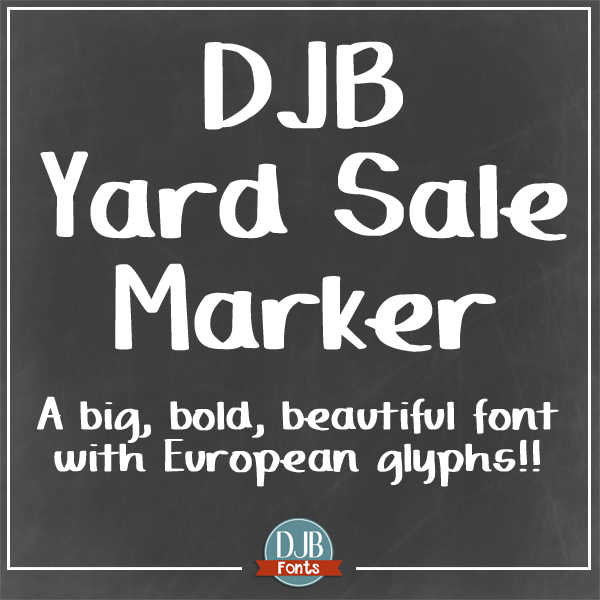 DJB
Yard Sale
Marker
A big, bold, beautiful font
with European glyphs!!
DJB
Fonts